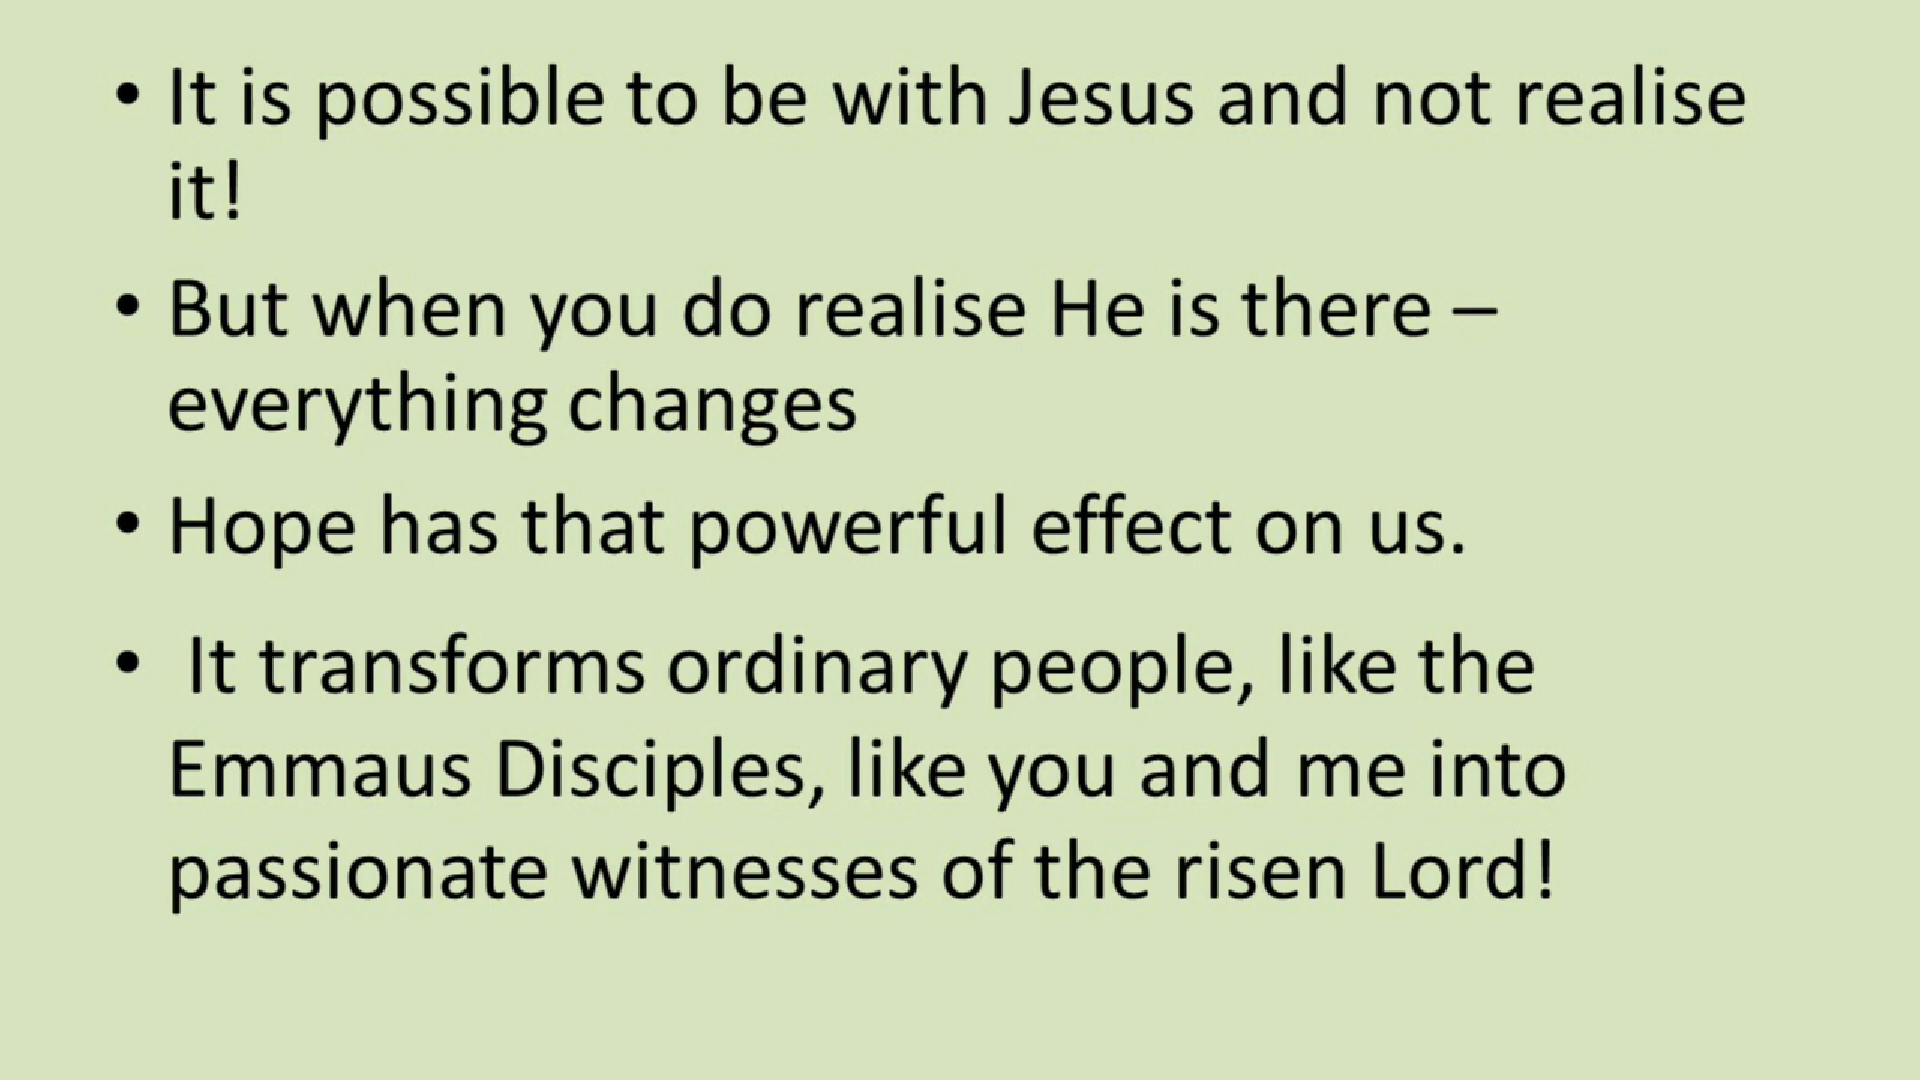 • It is possible to be with Jesus and not realise
it!
• But when you do realise He is there –
everything changes
• Hope has that powerful effect on us.
• It transforms ordinary people, like the
Emmaus Disciples, like you and me into
passionate witnesses of the risen Lord!